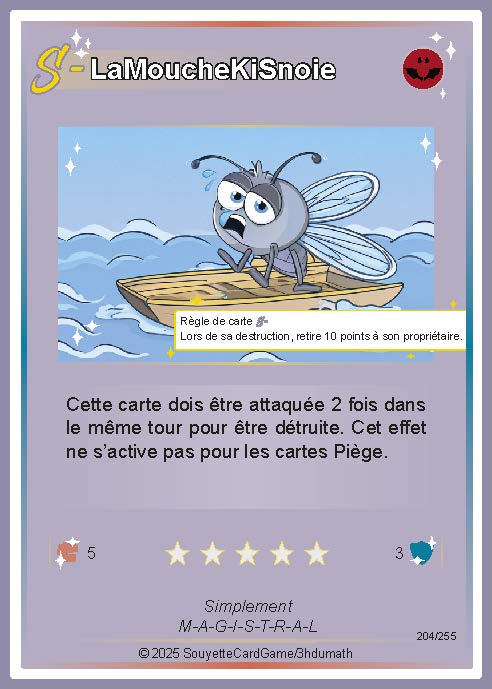 S- LaMoucheKiSnoie
Règle de carte S-
Lors de sa destruction, retire 10 points à son propriétaire.
Cette carte dois être attaquée 2 fois dans
le même tour pour être détruite. Cet effet
ne s’active pas pour les cartes Piège.
5 3
Simplement
M-A-G-I-S-T-R-A-L
204/255
© 2025 SouyetteCardGame/3hdumath